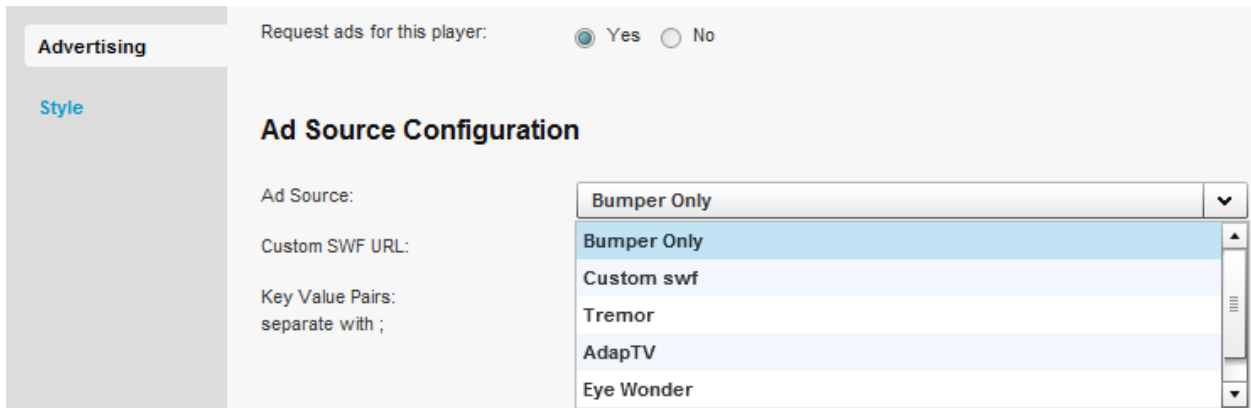 Advertising
Style
Request ads for this player:
Yes
No
Ad Source Configuration
Ad Source:
Bumper Only
Custom SWF URL:
Key Value Pairs:
separate with ;
Bumper Only
Custom swf
Tremor
AdapTV
Eye Wonder